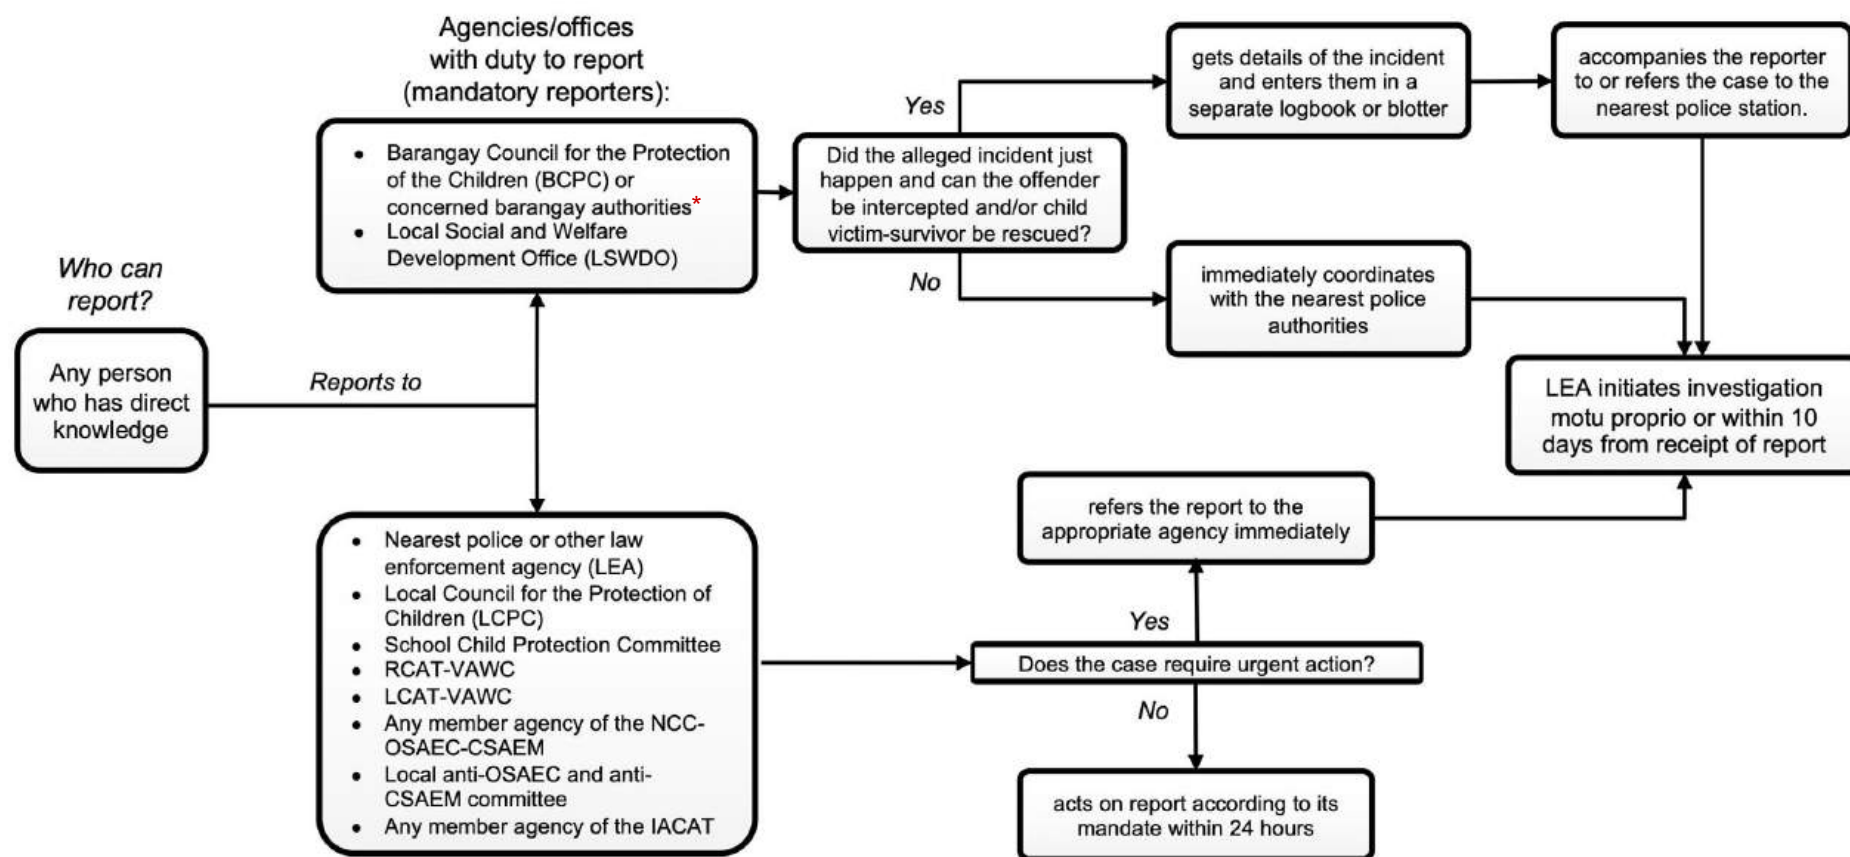 Who can
report?
Any person
who has direct
knowledge
Reports to
Agencies/offices
with duty to report
(mandatory reporters):
• Barangay Council for the Protection
of the Children (BCPC) or
concerned barangay authorities*
• Local Social and Welfare
Development Office (LSWDO)
Did the alleged incident just
happen and can the offender
be intercepted and/or child
victim-survivor be rescued?
Yes
gets details of the incident
and enters them in a
separate logbook or blotter
accompanies the reporter
to or refers the case to the
nearest police station.
No
immediately coordinates
with the nearest police
authorities
LEA initiates investigation
motu proprio or within 10
days from receipt of report
• Nearest police or other law
enforcement agency (LEA)
• Local Council for the Protection of
Children (LCPC)
• School Child Protection Committee
• RCAT-VAWC
• LCAT-VAWC
• Any member agency of the NCC-
OSAEC-CSAEM
• Local anti-OSAEC and anti-
CSAEM committee
• Any member agency of the IACAT
Does the case require urgent action?
Yes
refers the report to the
appropriate agency immediately
No
acts on report according to its
mandate within 24 hours